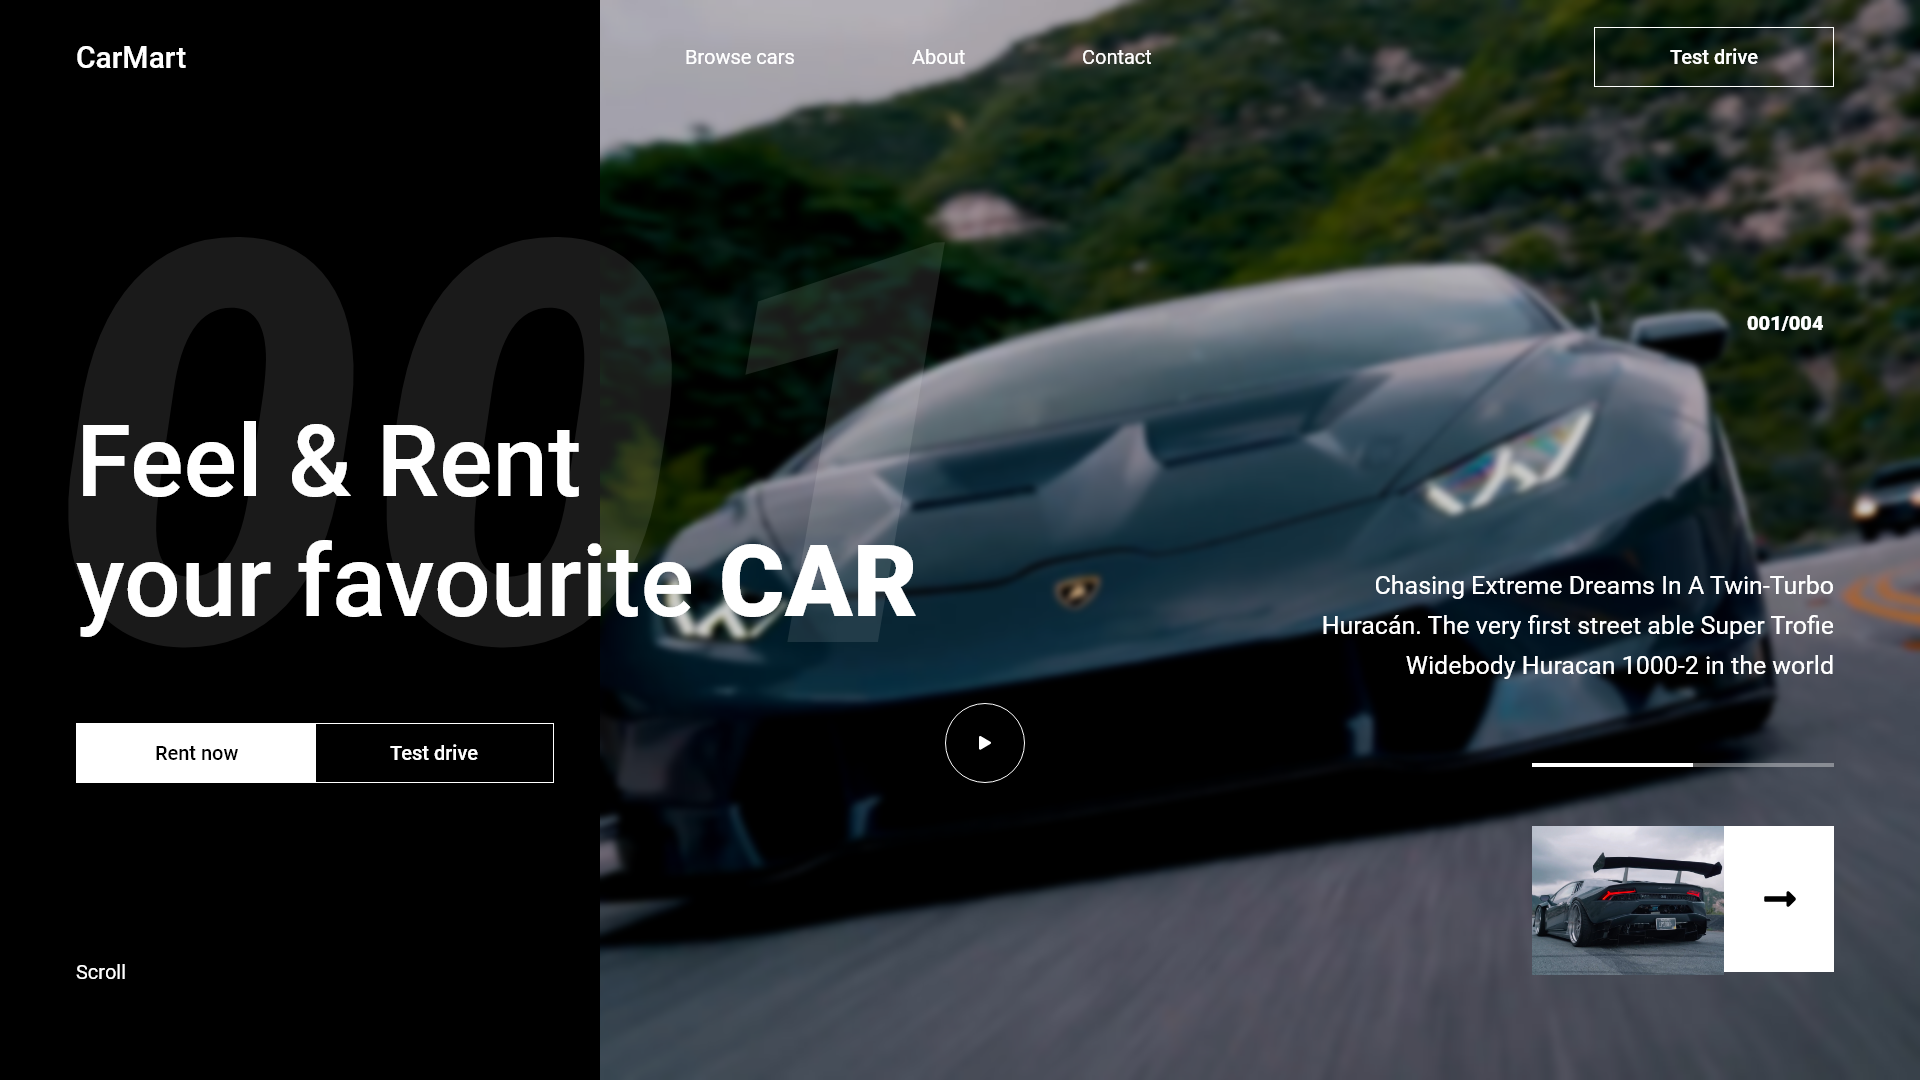 CarMart
Browse cars
About
Contact
Test drive
001
001/004
Feel & Rent
your favourite CAR
Chasing Extreme Dreams In A Twin-Turbo
Huracán. The very first street able Super Trofie
Widebody Huracan 1000-2 in the world
Rent now
Test drive
Scroll